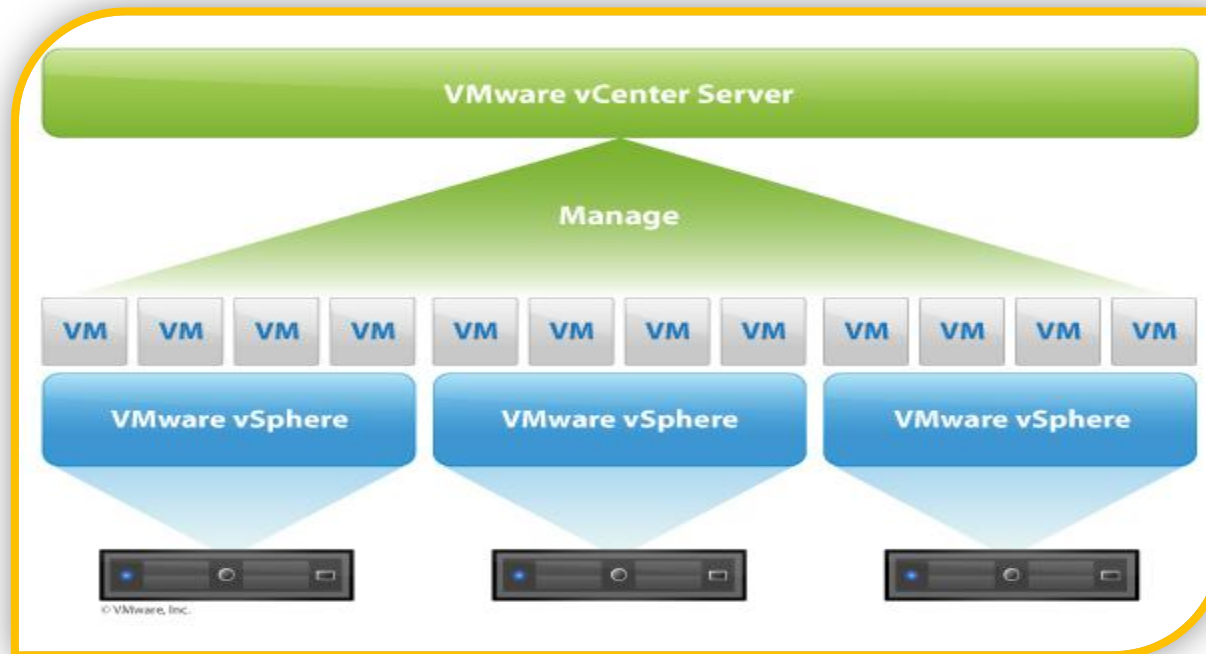 VMware vCenter Server
Manage
VM VM VM VM VM VM VM VM VM VM VM VM
VMware vSphere VMware vSphere VMware vSphere
© VMware, Inc.